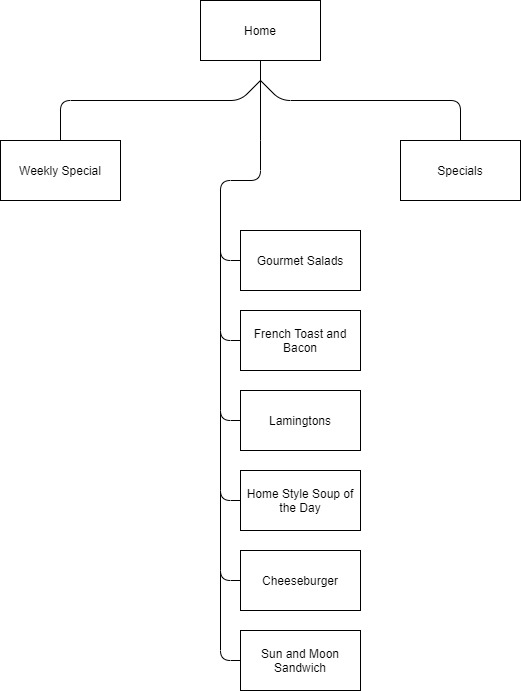 Home
Weekly Special
Specials
Gourmet Salads
French Toast and
Bacon
Lamingtons
Home Style Soup of
the Day
Cheeseburger
Sun and Moon
Sandwich